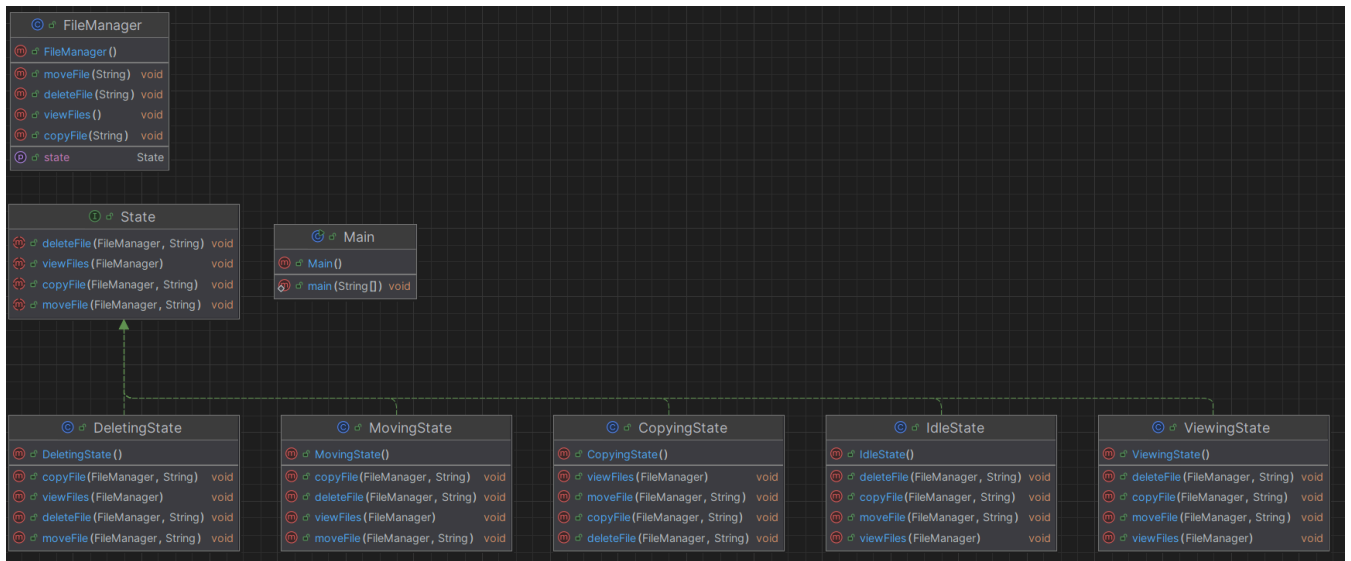 FileManager
FileManager()
moveFile(String) void
deleteFile(String) void
viewFiles() void
copyFile(String) void
state State
State
deleteFile(FileManager, String) void
viewFiles(FileManager) void
copyFile(FileManager, String) void
moveFile(FileManager, String) void
Main
Main()
main(String[]) void
DeletingState
DeletingState()
copyFile(FileManager, String) void
viewFiles(FileManager) void
deleteFile(FileManager, String) void
moveFile(FileManager, String) void
MovingState
MovingState()
copyFile(FileManager, String) void
deleteFile(FileManager, String) void
viewFiles(FileManager) void
moveFile(FileManager, String) void
CopyingState
CopyingState()
viewFiles(FileManager) void
moveFile(FileManager, String) void
copyFile(FileManager, String) void
deleteFile(FileManager, String) void
IdleState
IdleState()
deleteFile(FileManager, String) void
copyFile(FileManager, String) void
moveFile(FileManager, String) void
viewFiles(FileManager) void
ViewingState
ViewingState()
deleteFile(FileManager, String) void
copyFile(FileManager, String) void
moveFile(FileManager, String) void
viewFiles(FileManager) void